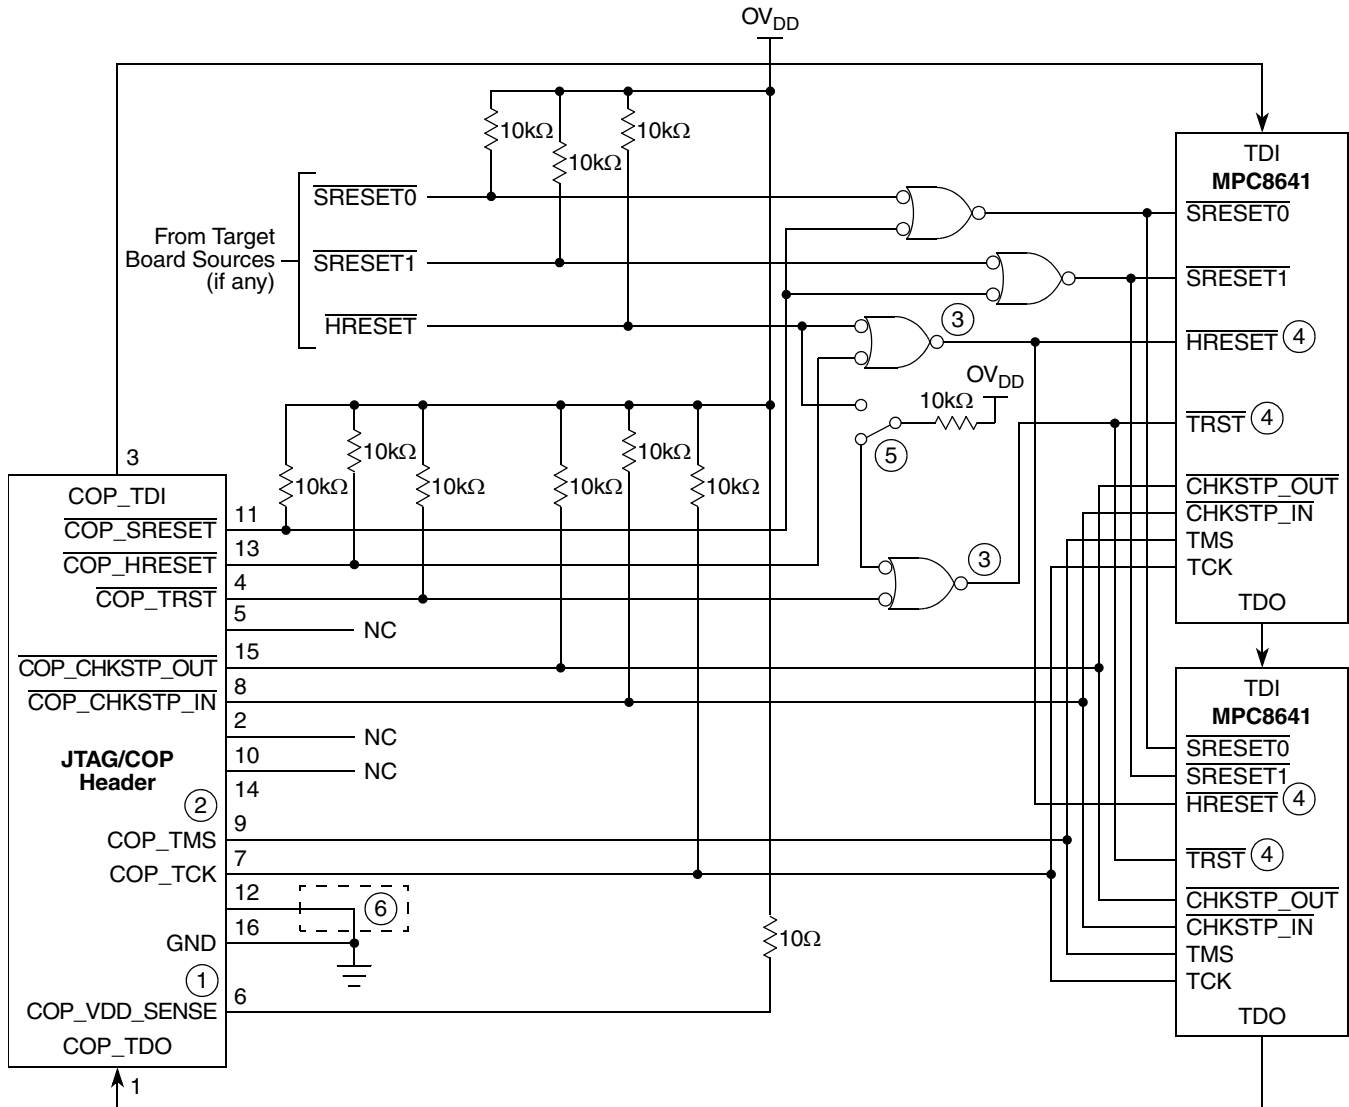 OVDD
10kΩ
10kΩ
10kΩ
TDI
MPC8641
SRESET0
SRESET0
From Target
Board Sources
(if any)
SRESET1
SRESET1
HRESET
3
HRESET 4
OVDD
10kΩ
TRST 4
5
3
10kΩ
10kΩ
10kΩ
10kΩ
10kΩ
10kΩ
COP_TDI
11
COP_SRESET
CHKSTP_OUT
CHKSTP_IN
13
COP_HRESET
TMS
3
TCK
4
COP_TRST
TDO
5
NC
15
COP_CHKSTP_OUT
8
COP_CHKSTP_IN
TDI
MPC8641
2
NC
SRESET0
JTAG/COP
Header
10
NC
SRESET1
14
HRESET 4
2
9
COP_TMS
7
COP_TCK
TRST 4
12
6
CHKSTP_OUT
16
GND
CHKSTP_IN
10Ω
TMS
1
TCK
6
COP_VDD_SENSE
TDO
COP_TDO
1